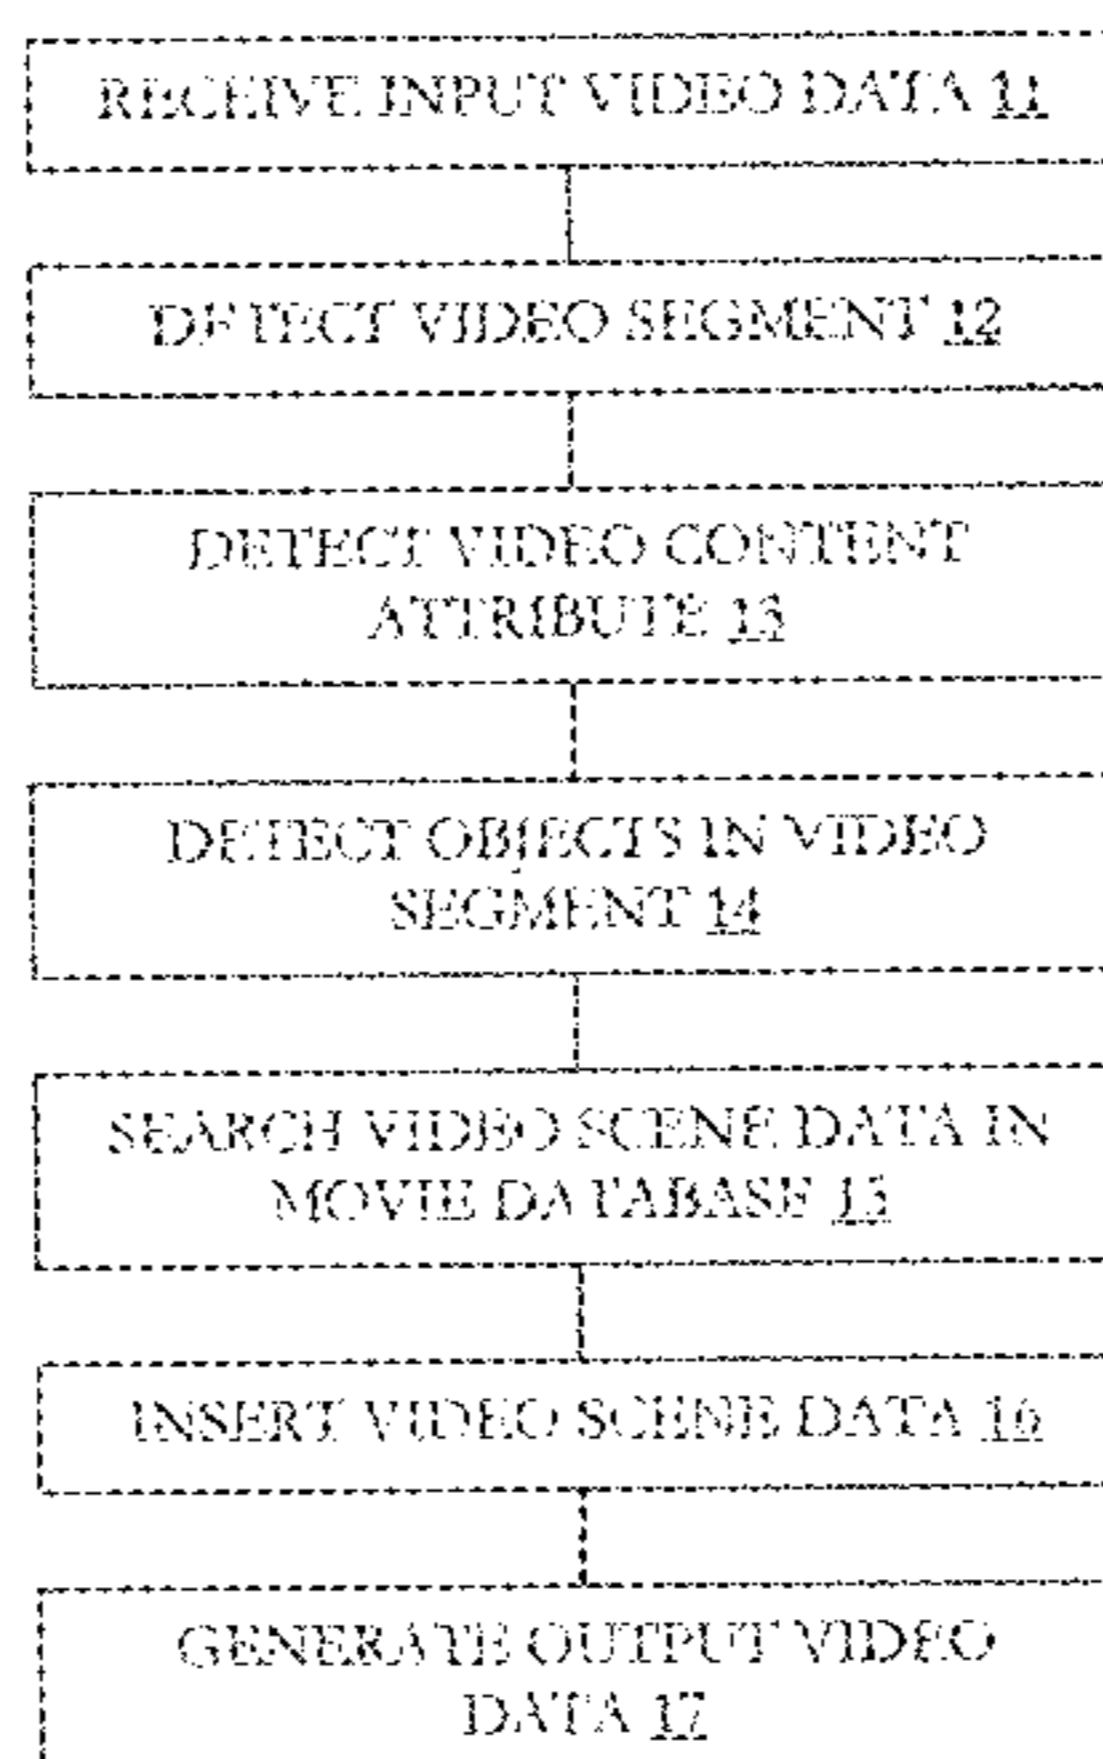 RECEIVE INPUT VIDEO DATA 11
DETECT VIDEO SEGMENT 12
DETECT VIDEO CONTENT
ATTRIBUTE 13
DETECT OBJECTS IN VIDEO
SEGMENT 14
SEARCH VIDEO SCENE DATA IN
MOVIE DATABASE 15
INSERT VIDEO SCENE DATA 16
GENERATE OUTPUT VIDEO
DATA 17